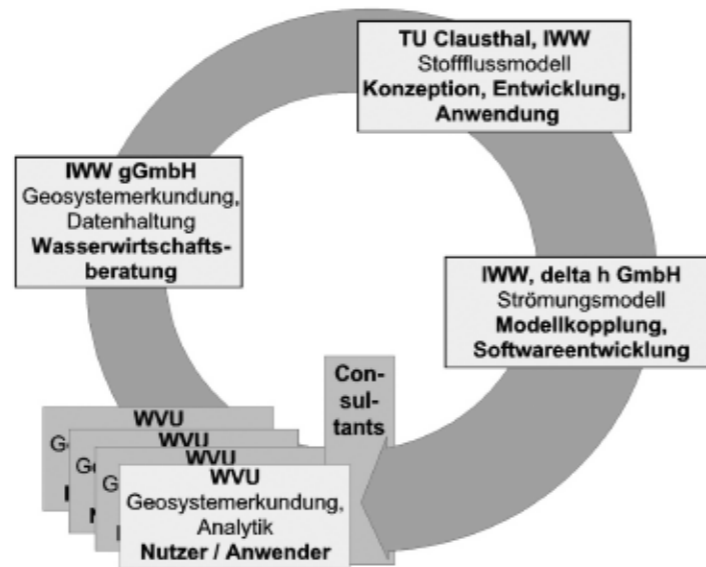 TU Clausthal, IWW
Stoffflussmodell
Konzeption, Entwicklung,
Anwendung
IWW gGmbH
Geosystemerkundung,
Datenhaltung
Wasserwirtschafts-
beratung
IWW, delta h GmbH
Strömungsmodell
Modellkopplung,
Softwareentwicklung
Con-
sul-
tants
WVU
WVU
WVU
WVU
Geosystemerkundung,
Analytik
Nutzer / Anwender